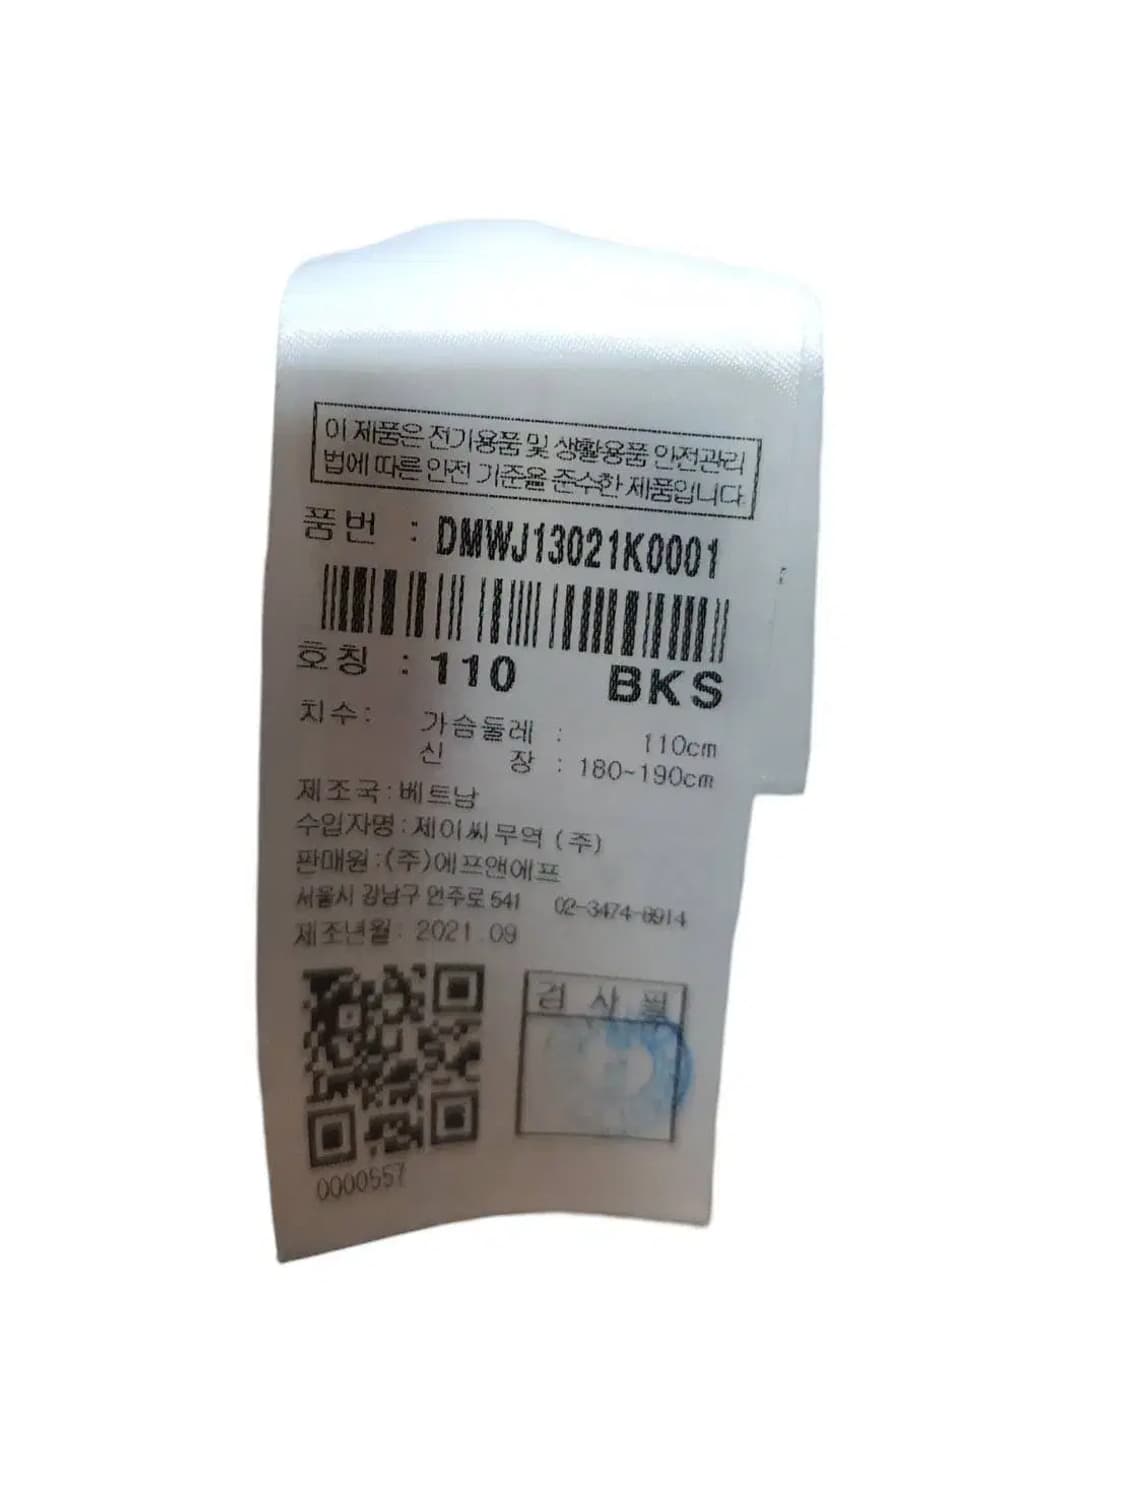 이 제품은 전기용품 및 생활용품 안전관리
법에 따른 안전 기준을 준수한 제품입니다.
품번 : DMWJ13021K0001
호칭 : 110 BKS
치수: 가슴둘레 : 110cm
신 장 : 180~190cm
제조국:베트남
수입자명:제이씨무역(주)
판매원:(주)에프앤에프
서울시 강남구 언주로 541 02-3474-8914
제조년월: 2021.09
검 사 필
0000557